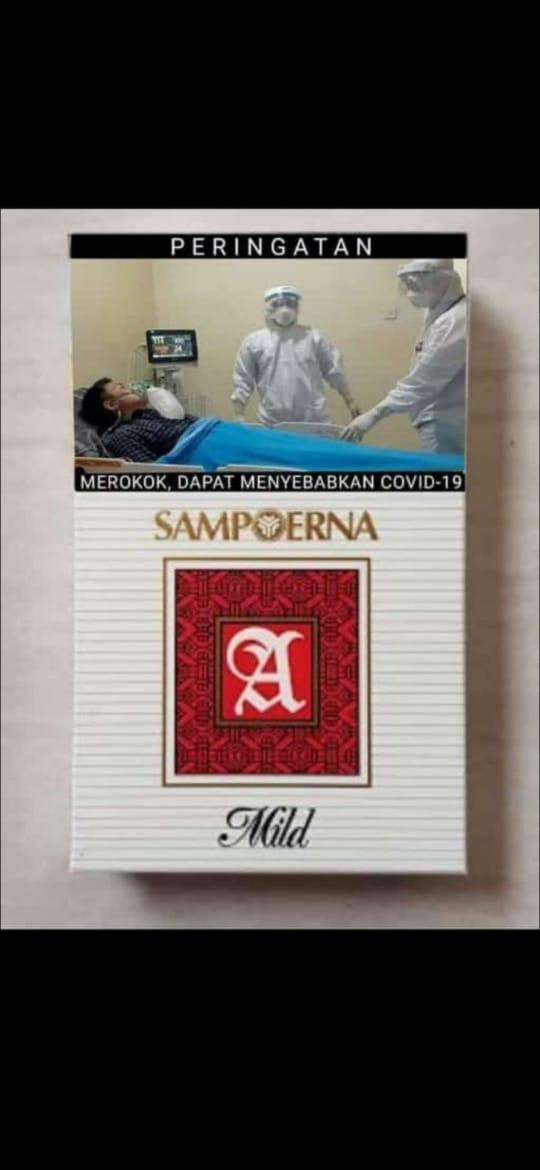 PERINGATAN
MEROKOK, DAPAT MENYEBABKAN COVID-19
SAMPOERNA
A
Mild